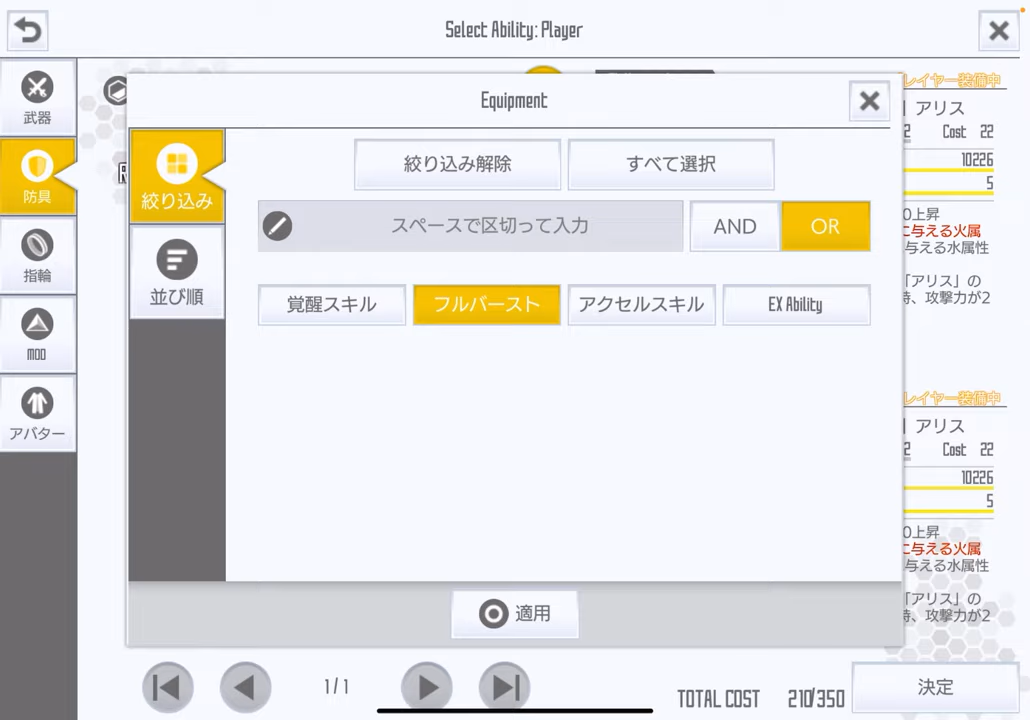 Select Ability: Player
武器
防具
指輪
MOD
アバター
Equipment
絞り込み
並び順
絞り込み解除
すべて選択
スペースで区切って入力
AND
OR
覚醒スキル
フルバースト
アクセルスキル
EX Ability
適用
レイヤー装備中
アリス
2 Cost 22
10226
5
0上昇
に与える火属
与える水属性
「アリス」の
時、攻撃力が2
レイヤー装備中
アリス
2 Cost 22
10226
5
0上昇
に与える火属
与える水属性
「アリス」の
時、攻撃力が2
1/1
TOTAL COST 210/350
決定